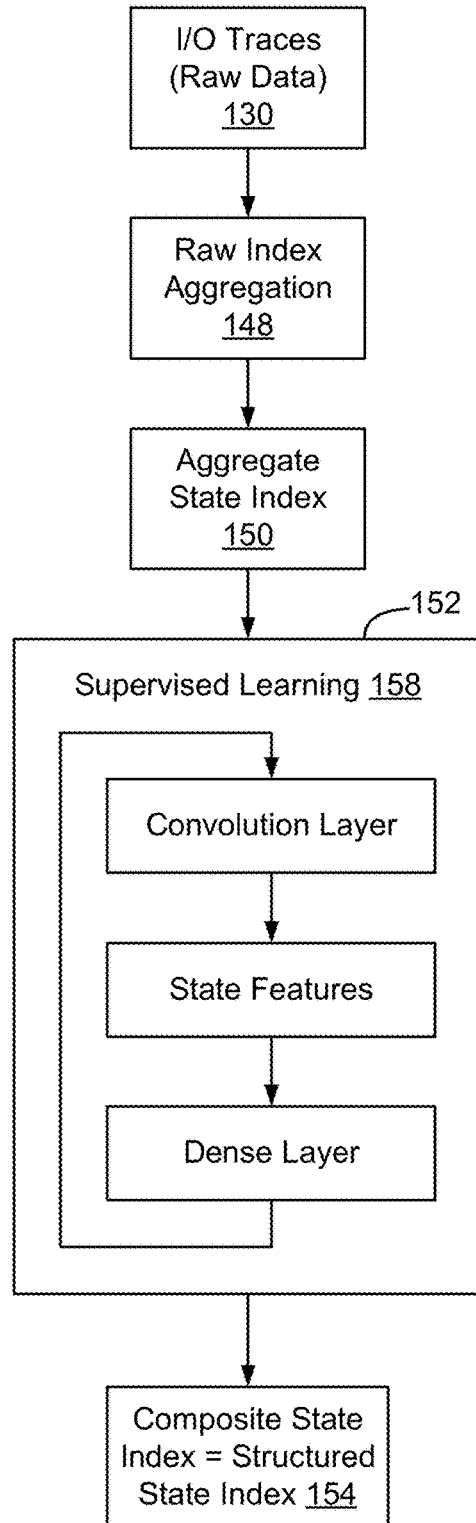 I/O Traces
(Raw Data)
130
Raw Index
Aggregation
148
Aggregate
State Index
150
152
Supervised Learning 158
Convolution Layer
State Features
Dense Layer
Composite State
Index = Structured
State Index 154